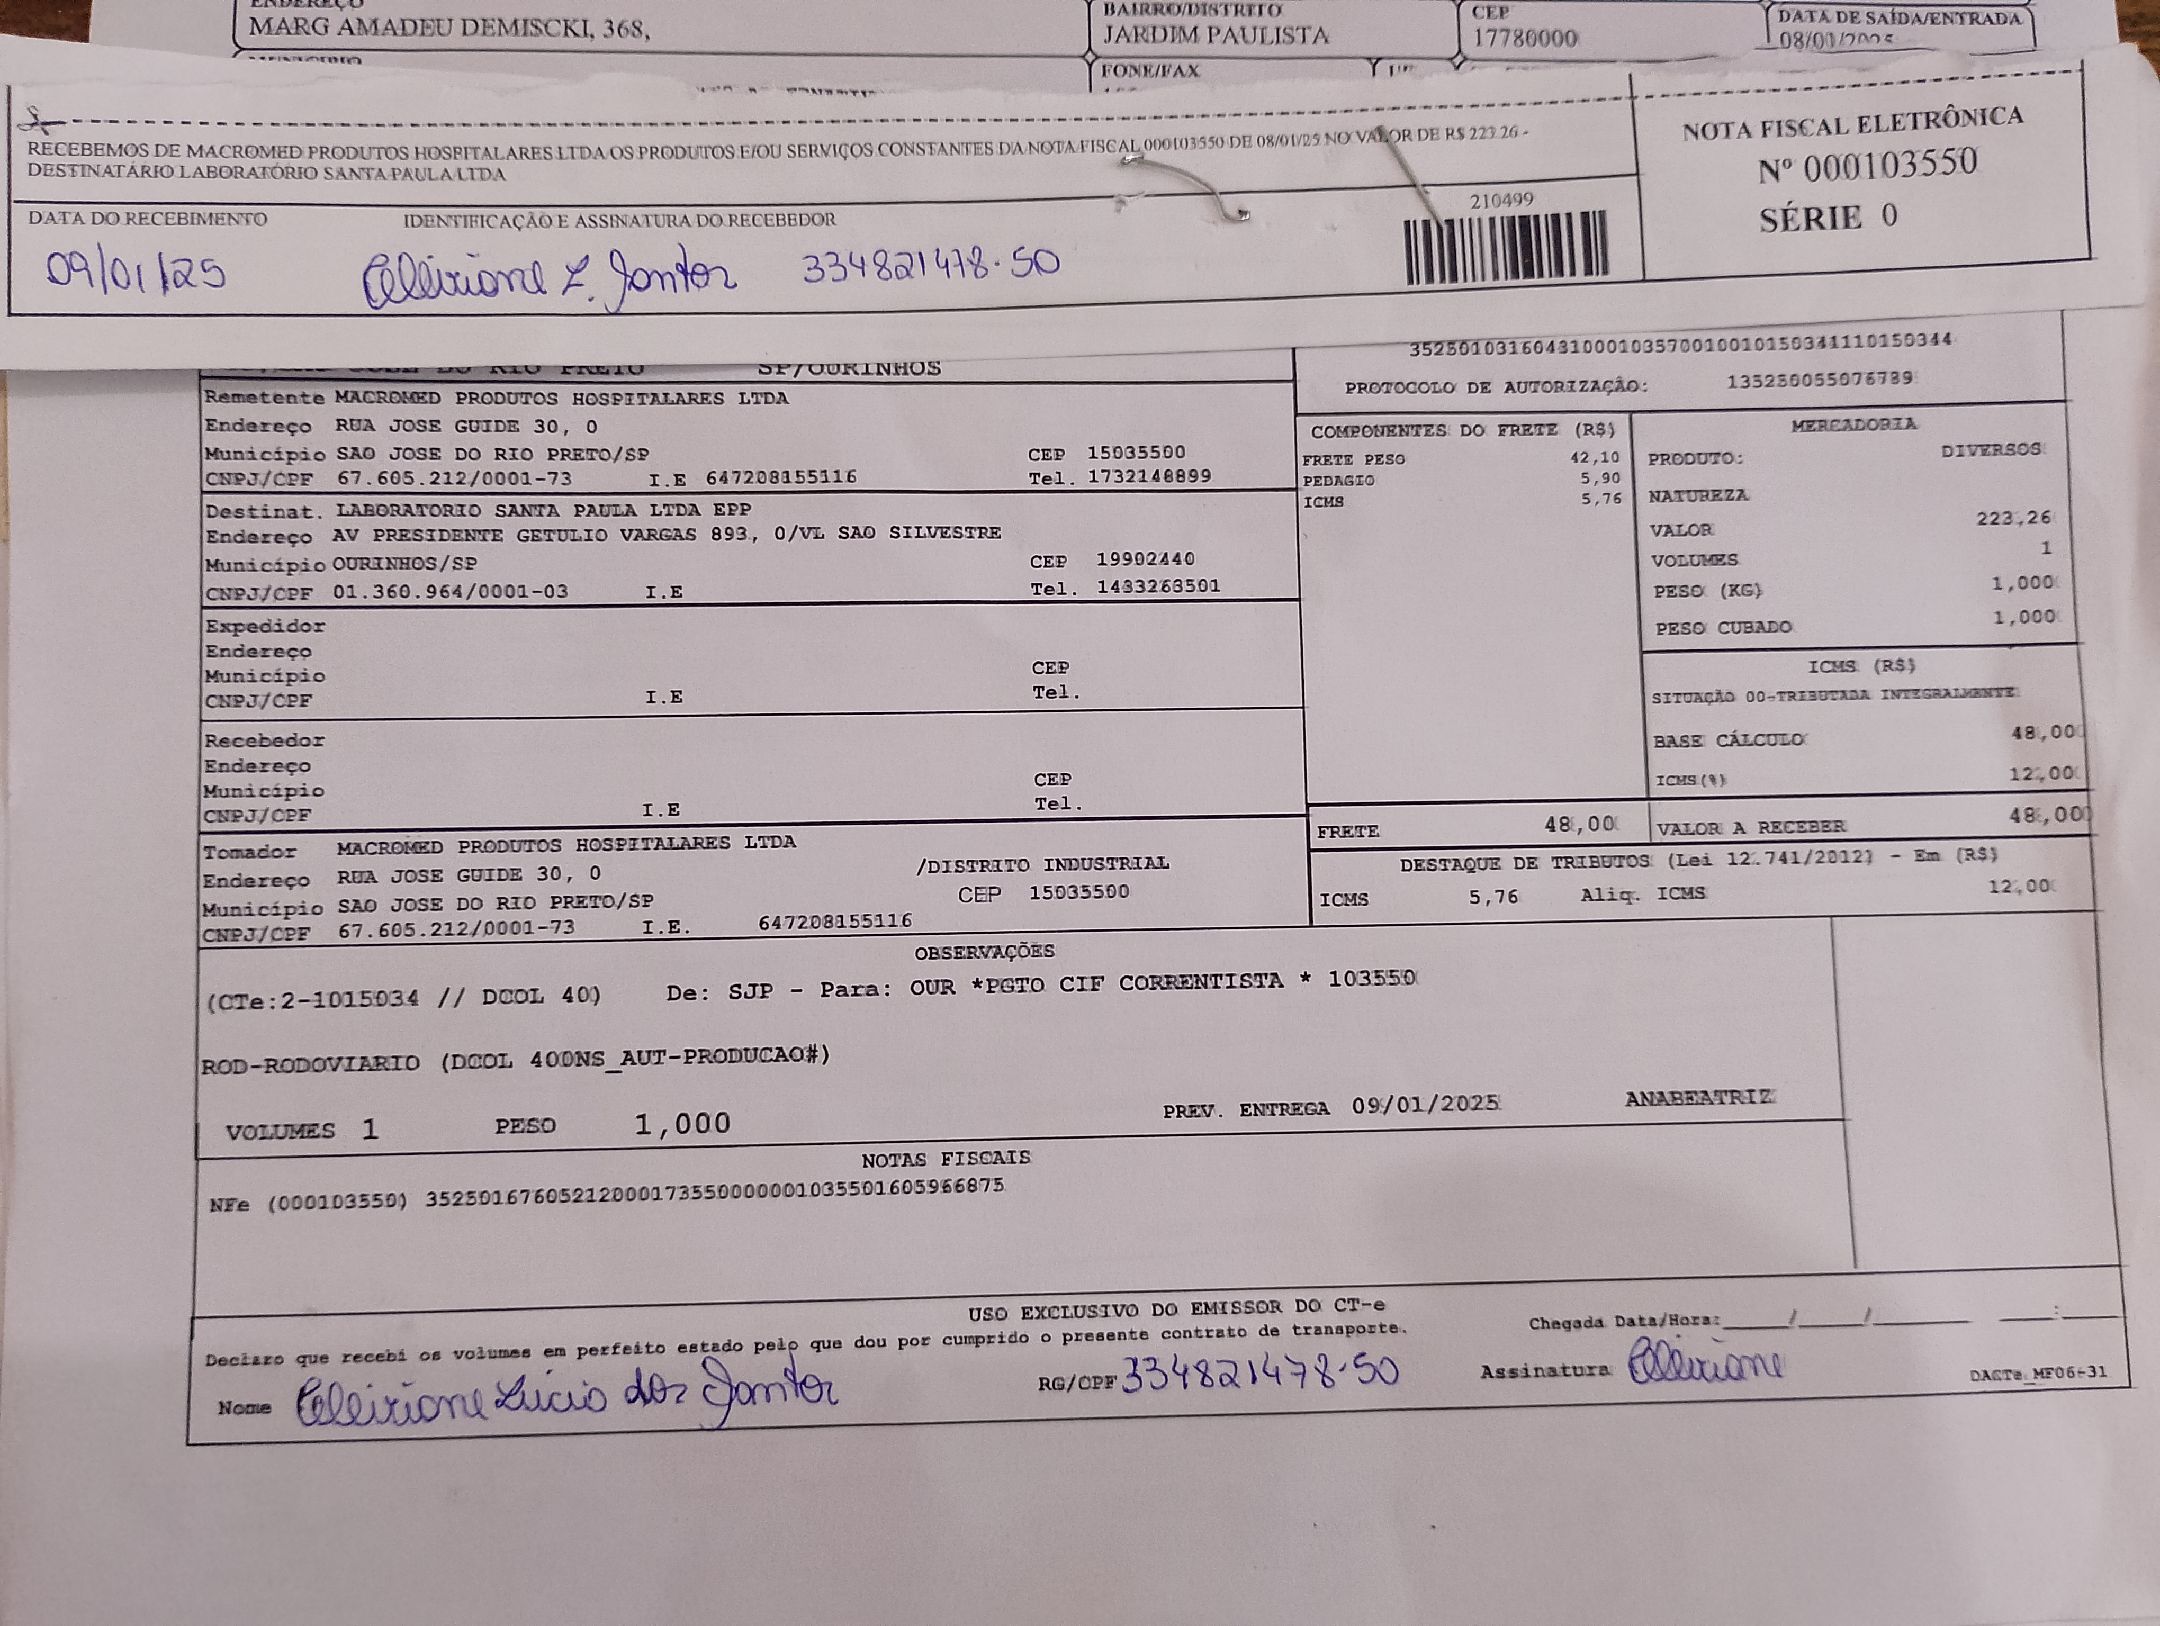 MARG AMADEU DEMISCKI, 368,
BAIRRO/DISTRITO
JARDIM PAULISTA
CEP
17780000
DATA DE SAÍDA/ENTRADA
FONE/FAX
RECEBEMOS DE MACROMED PRODUTOS HOSPITALARES LTDA OS PRODUTOS E/OU SERVIÇOS CONSTANTES DA NOTA FISCAL 000103550 DE 08/01/25 NO VALOR DE R$ 223.26 -
DESTINATÁRIO LABORATÓRIO SANTA PAULA LTDA
DATA DO RECEBIMENTO IDENTIFICAÇÃO E ASSINATURA DO RECEBEDOR
09/01/25 334821478-50
210499
NOTA FISCAL ELETRÔNICA
Nº 000103550
SÉRIE 0
SP/OURINHOS
PROTOCOLO DE AUTORIZAÇÃO:
Remetente MACROMED PRODUTOS HOSPITALARES LTDA
Endereço RUA JOSE GUIDE 30, 0
Município SAO JOSE DO RIO PRETO/SP CEP 15035500
CNPJ/CPF 67.605.212/0001-73 I.E 647208155116 Tel. 1732148899
Destinat. LABORATORIO SANTA PAULA LTDA EPP
Endereço AV PRESIDENTE GETULIO VARGAS 893, 0/VL SAO SILVESTRE
Município OURINHOS/SP CEP 19902440
CNPJ/CPF 01.360.964/0001-03 I.E Tel. 1433263501
Expedidor
Endereço
Município CEP
CNPJ/CPF I.E Tel.
Recebedor
Endereço
Município CEP
CNPJ/CPF I.E Tel.
Tomador MACROMED PRODUTOS HOSPITALARES LTDA
Endereço RUA JOSE GUIDE 30, 0 /DISTRITO INDUSTRIAL
Município SAO JOSE DO RIO PRETO/SP CEP 15035500
CNPJ/CPF 67.605.212/0001-73 I.E. 647208155116
COMPONENTES DO FRETE (R$)
FRETE PESO 42,10
PEDAGIO 5,90
ICMS 5,76
MERCADORIA
PRODUTO: DIVERSOS
NATUREZA
VALOR 223,26
VOLUMES 1
PESO (KG) 1,000
PESO CUBADO 1,000
ICMS (R$)
SITUAÇÃO 00-TRIBUTADA INTEGRALMENTE
BASE CÁLCULO 48,00
ICMS(%) 12,00
FRETE 48,00 VALOR A RECEBER 48,00
DESTAQUE DE TRIBUTOS (Lei 12.741/2012) - Em (R$)
ICMS 5,76 Aliq. ICMS 12,00
OBSERVAÇÕES
(CTe:2-1015034 // DCOL 40) De: SJP - Para: OUR *PGTO CIF CORRENTISTA * 103550
ROD-RODOVIARIO (DCOL 400NS_AUT-PRODUCAO#)
VOLUMES 1 PESO 1,000 PREV. ENTREGA 09/01/2025 ANABEATRIZ
NOTAS FISCAIS
NFe (000103550) 35250167605212000173550000001035501605966875
USO EXCLUSIVO DO EMISSOR DO CT-e
Declaro que recebi os volumes em perfeito estado pelo que dou por cumprido o presente contrato de transporte.
Chegada Data/Hora: ____/____/______ ___:___
Nome Lucio dos Santos RG/CPF 334821478-50 Assinatura
DACTe_MF06-31